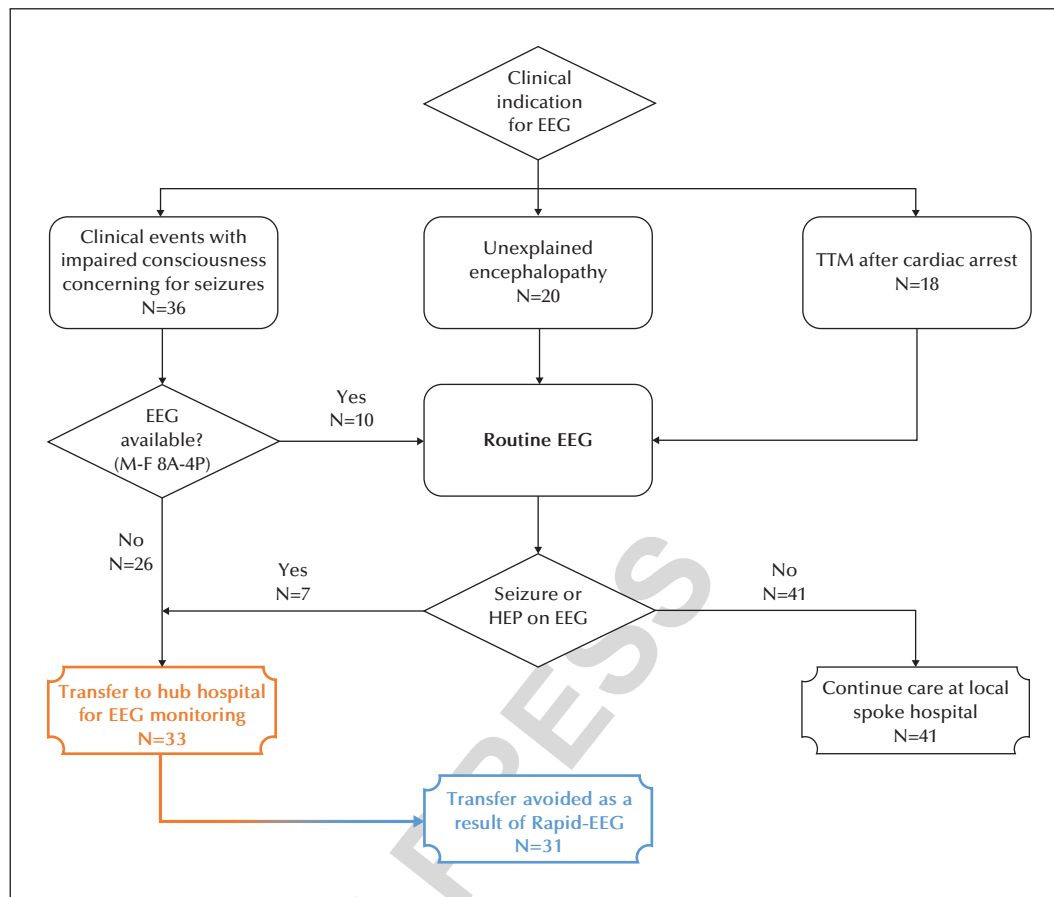 Clinical
indication
for EEG
Clinical events with
impaired consciousness
concerning for seizures
N=36
Unexplained
encephalopathy
N=20
TTM after cardiac arrest
N=18
EEG
available?
(M-F 8A-4P)
Yes
N=10
Routine EEG
No
N=26
Yes
N=7
Seizure or
HEP on EEG
No
N=41
Transfer to hub hospital
for EEG monitoring
N=33
Continue care at local
spoke hospital
N=41
Transfer avoided as a
result of Rapid-EEG
N=31
PRESS